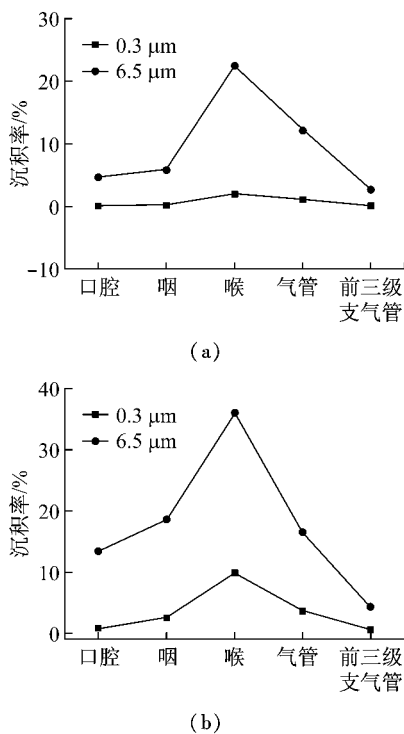 30
0.3 μm
6.5 μm
20
沉积率/%
10
0
-10
口腔 咽 喉 气管 前三级
支气管
(a)
40
0.3 μm
6.5 μm
30
沉积率/%
20
10
0
口腔 咽 喉 气管 前三级
支气管
(b)